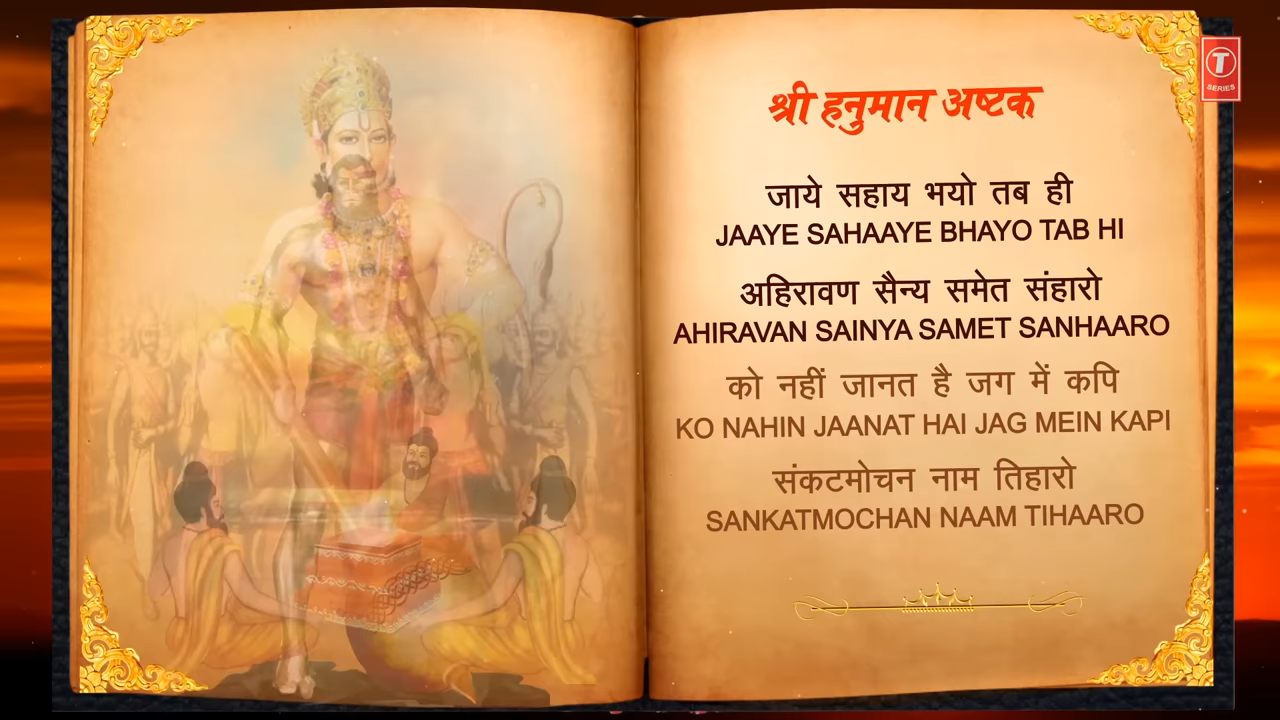 श्री हनुमान अष्टक
जाये सहाय भयो तब ही
JAAYE SAHAAYE BHAYO TAB HI
अहिरावण सैन्य समेत संहारो
AHIRAVAN SAINYA SAMET SANHAARO
को नहीं जानत है जग में कपि
KO NAHIN JAANAT HAI JAG MEIN KAPI
संकटमोचन नाम तिहारो
SANKATMOCHAN NAAM TIHAARO
T
SERIES